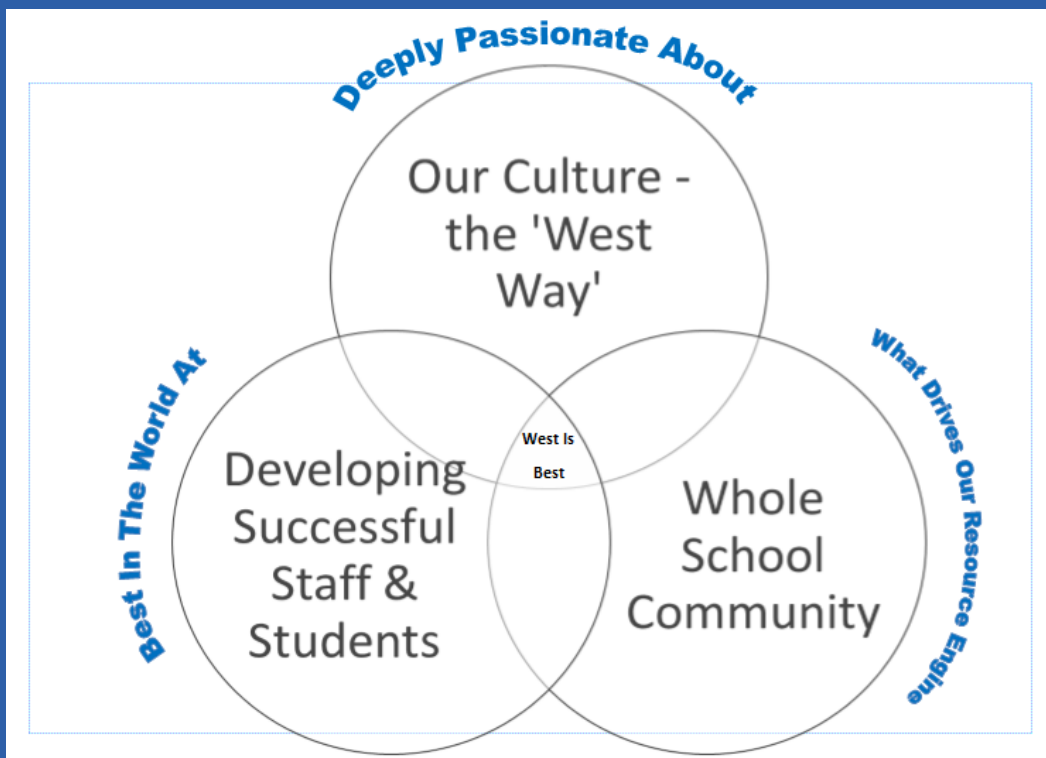 Deeply Passionate About
Our Culture -
the 'West
Way'
Best In The World At
What Drives Our Resource Engine
West Is
Best
Developing
Successful
Staff &
Students
Whole
School
Community